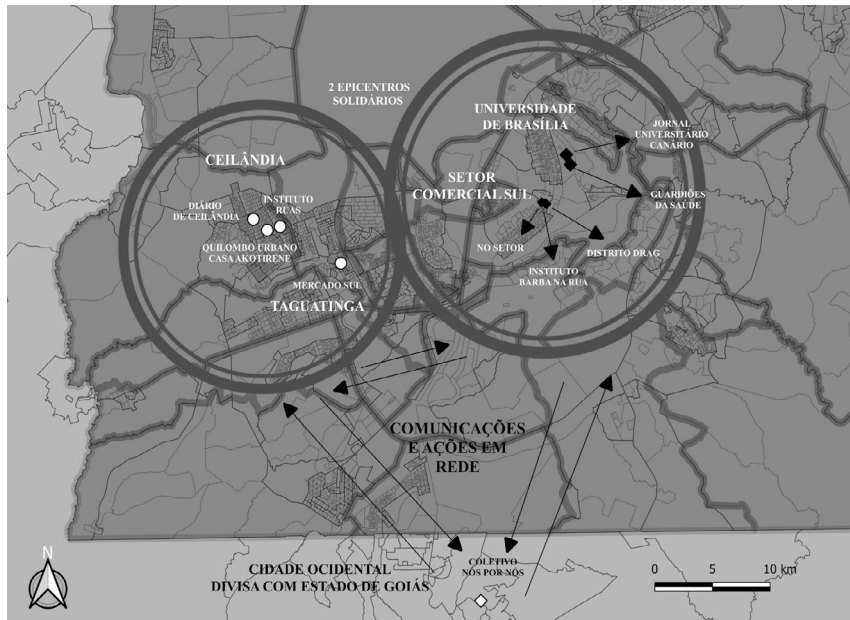 2 EPICENTROS
SOLIDÁRIOS
UNIVERSIDADE
DE BRASÍLIA
JORNAL
UNIVERSITÁRIO
CANÁRIO
CEILÂNDIA
SETOR
COMERCIAL SUL
GUARDIÕES
DA SAÚDE
DIÁRIO
DE CEILÂNDIA
INSTITUTO
RUAS
QUILOMBO URBANO
CASA AKOTIRENE
NO SETOR
DISTRITO DRAG
INSTITUTO
BARBA NA RUA
MERCADO SUL
TAGUATINGA
COMUNICAÇÕES
E AÇÕES EM
REDE
N
CIDADE OCIDENTAL
DIVISA COM ESTADO DE GOIÁS
COLETIVO
NÓS POR NÓS
0 5 10 km